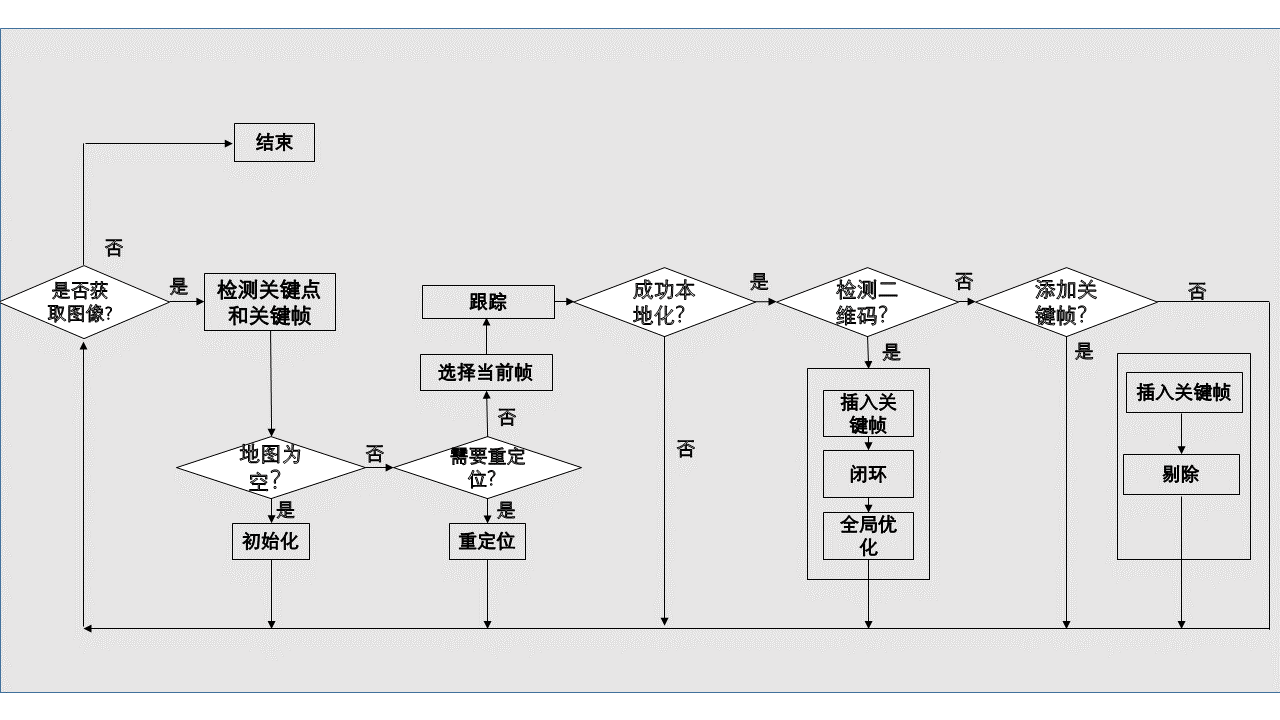 结束
否
是否获
取图像?
是
检测关键点
和关键帧
地图为
空?
否
是
初始化
跟踪
选择当前帧
否
需要重定
位?
是
重定位
成功本
地化?
是
否
检测二
维码?
否
是
插入关
键帧
闭环
全局优
化
添加关
键帧?
否
是
插入关键帧
剔除